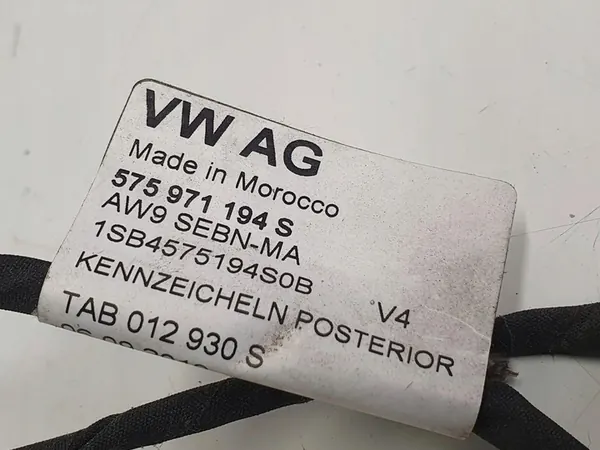 VW AG
Made in Morocco
575 971 194 S
AW9 SEBN-MA
1SB4575194S0B
V4
KENNZEICHELN POSTERIOR
TAB 012 930 S